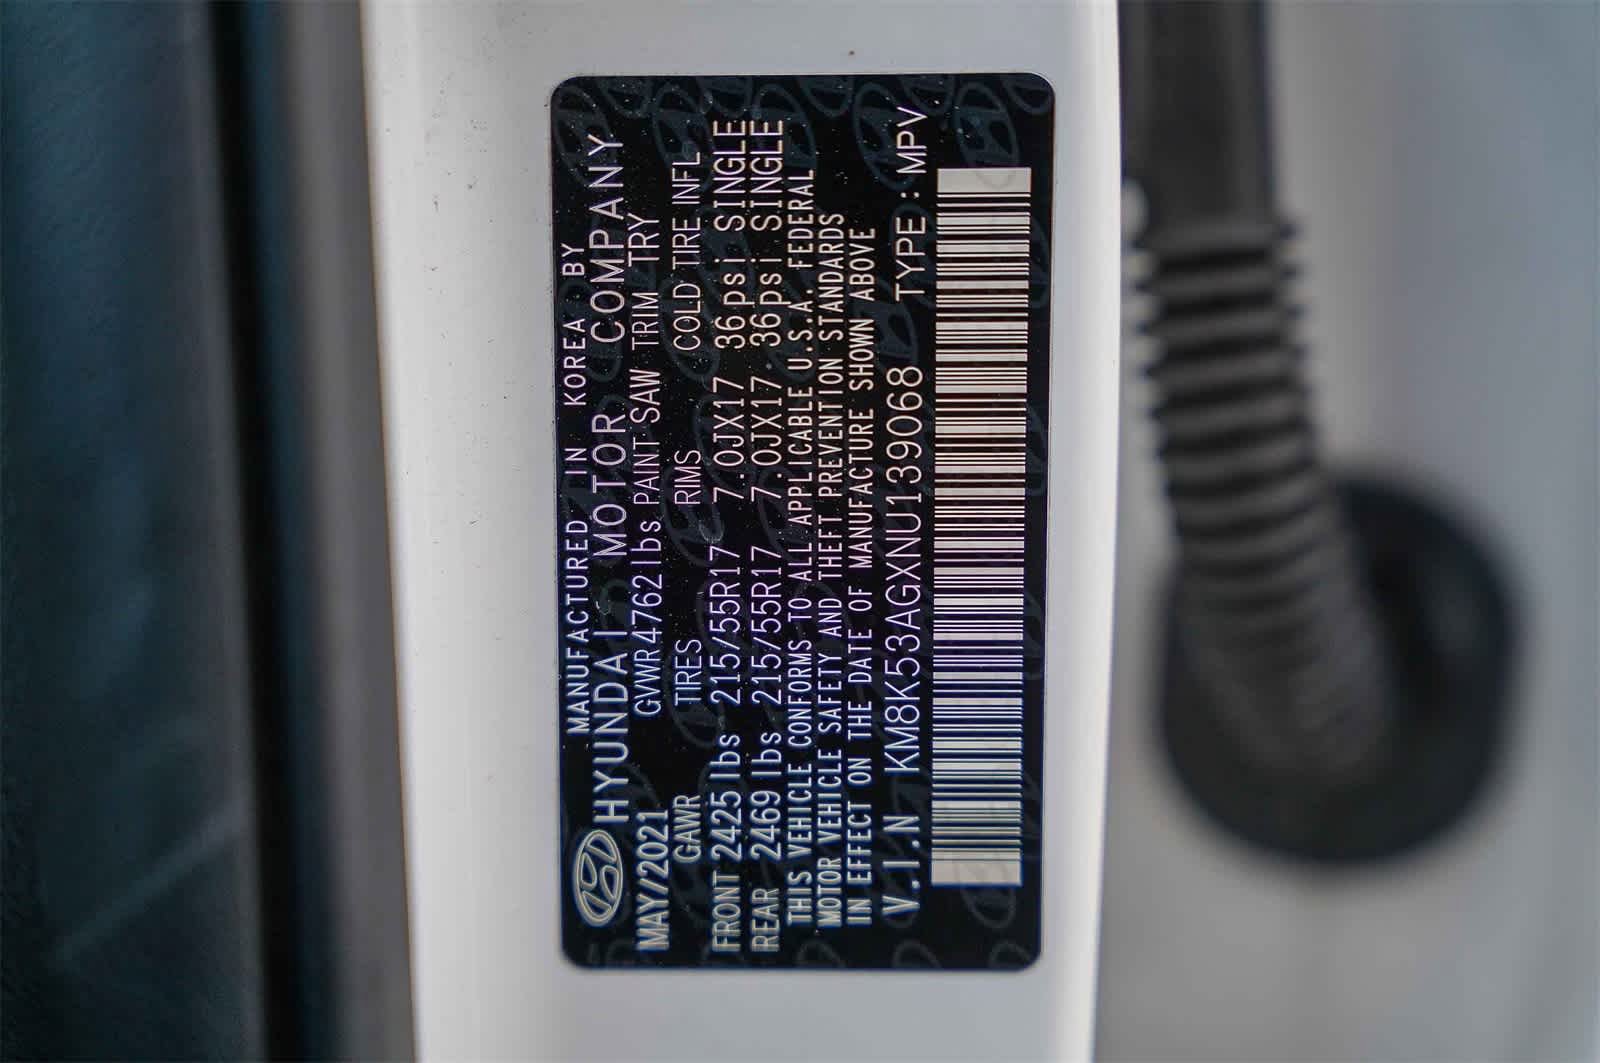 MANUFACTURED IN KOREA BY
HYUNDAI MOTOR COMPANY
MAY/2021 GVWR 4762 lbs PAINT SAW TRIM TRY
GAWR TIRES RIMS COLD TIRE INFL
FRONT 2425 lbs 215/55R17 7.0JX17 36psi SINGLE
REAR 2469 lbs 215/55R17 7.0JX17 36psi SINGLE
THIS VEHICLE CONFORMS TO ALL APPLICABLE U.S.A. FEDERAL
MOTOR VEHICLE SAFETY AND THEFT PREVENTION STANDARDS
IN EFFECT ON THE DATE OF MANUFACTURE SHOWN ABOVE
V.I.N KM8K53AGXNU139068 TYPE : MPV